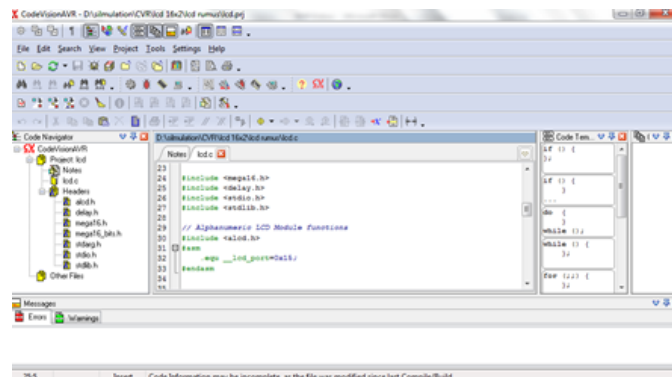 CodeVisionAVR - D:\silmulation\CVR\lcd 16x2\lcd rumus\lcd.prj
File Edit Search View Project Tools Settings Help
Code Navigator
CodeVisionAVR
Project: lcd
Notes
lcd.c
Headers
alcd.h
delay.h
mega16.h
mega16_bits.h
stdarg.h
stdio.h
stdlib.h
Other Files
D:\silmulation\CVR\lcd 16x2\lcd rumus\lcd.c
Notes lcd.c
23
24 #include <mega16.h>
25 #include <delay.h>
26 #include <stdio.h>
27 #include <stdlib.h>
28
29 // Alphanumeric LCD Module functions
30 #include <alcd.h>
31 #asm
32 .equ __lcd_port=0x15;
33 #endasm
34
35
Code Tem...
if () {
};
if () {
}
...
do {
}
while ();
while () {
};
for (;;) {
};
Messages
Errors Warnings
Insert Code Information may be incomplete, as the file was modified since last Compile/Build